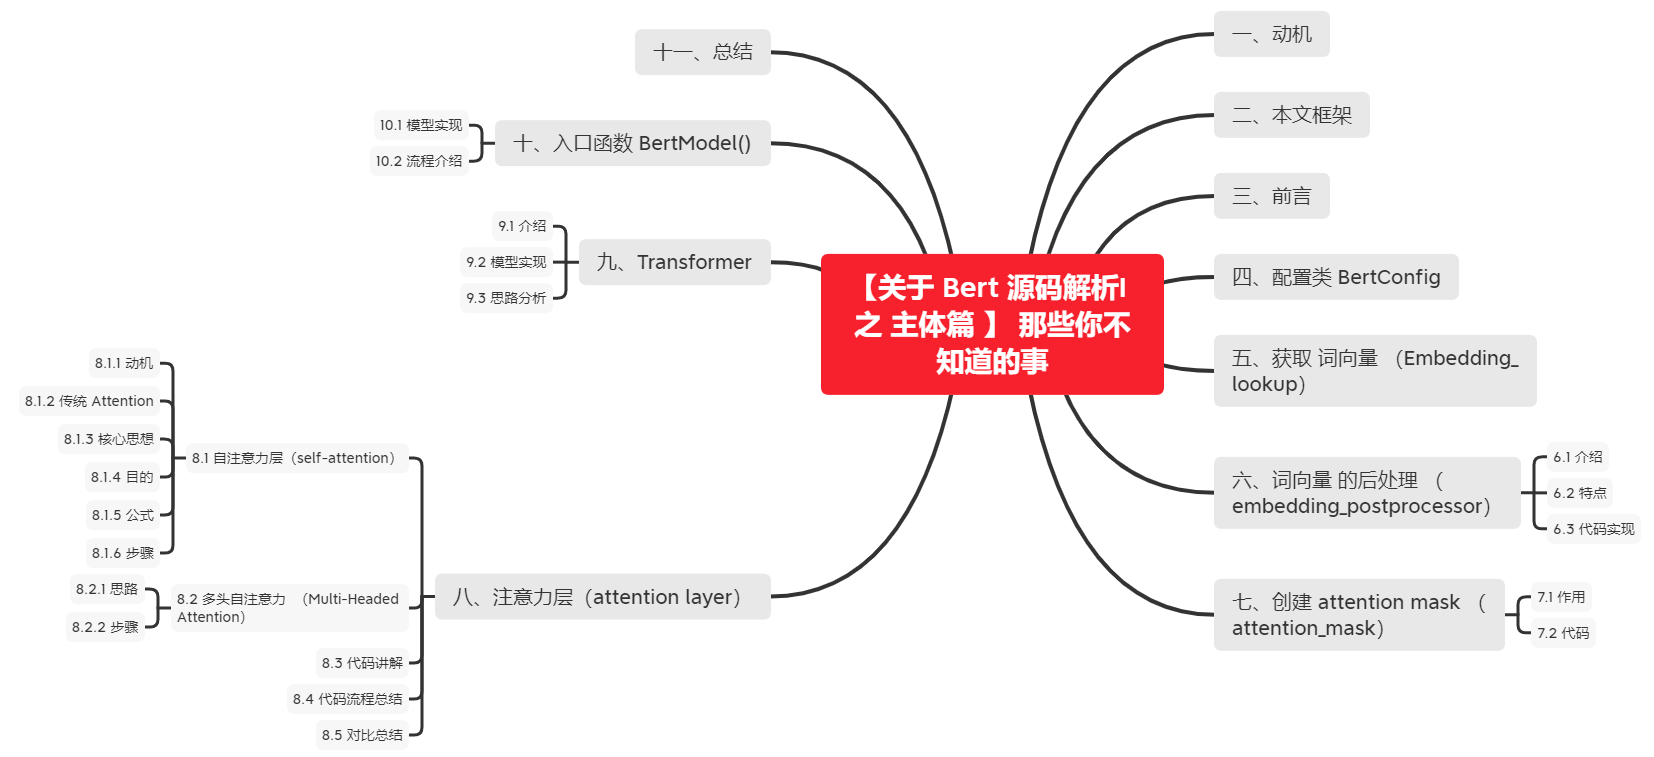 【关于 Bert 源码解析I
之 主体篇 】 那些你不
知道的事
一、动机
二、本文框架
三、前言
四、配置类 BertConfig
五、获取 词向量 （Embedding_
lookup）
六、词向量 的后处理 （
embedding_postprocessor）
6.1 介绍
6.2 特点
6.3 代码实现
七、创建 attention mask （
attention_mask）
7.1 作用
7.2 代码
八、注意力层（attention layer）
8.1 自注意力层（self-attention）
8.1.1 动机
8.1.2 传统 Attention
8.1.3 核心思想
8.1.4 目的
8.1.5 公式
8.1.6 步骤
8.2 多头自注意力 （Multi-Headed
Attention）
8.2.1 思路
8.2.2 步骤
8.3 代码讲解
8.4 代码流程总结
8.5 对比总结
九、Transformer
9.1 介绍
9.2 模型实现
9.3 思路分析
十、入口函数 BertModel()
10.1 模型实现
10.2 流程介绍
十一、总结